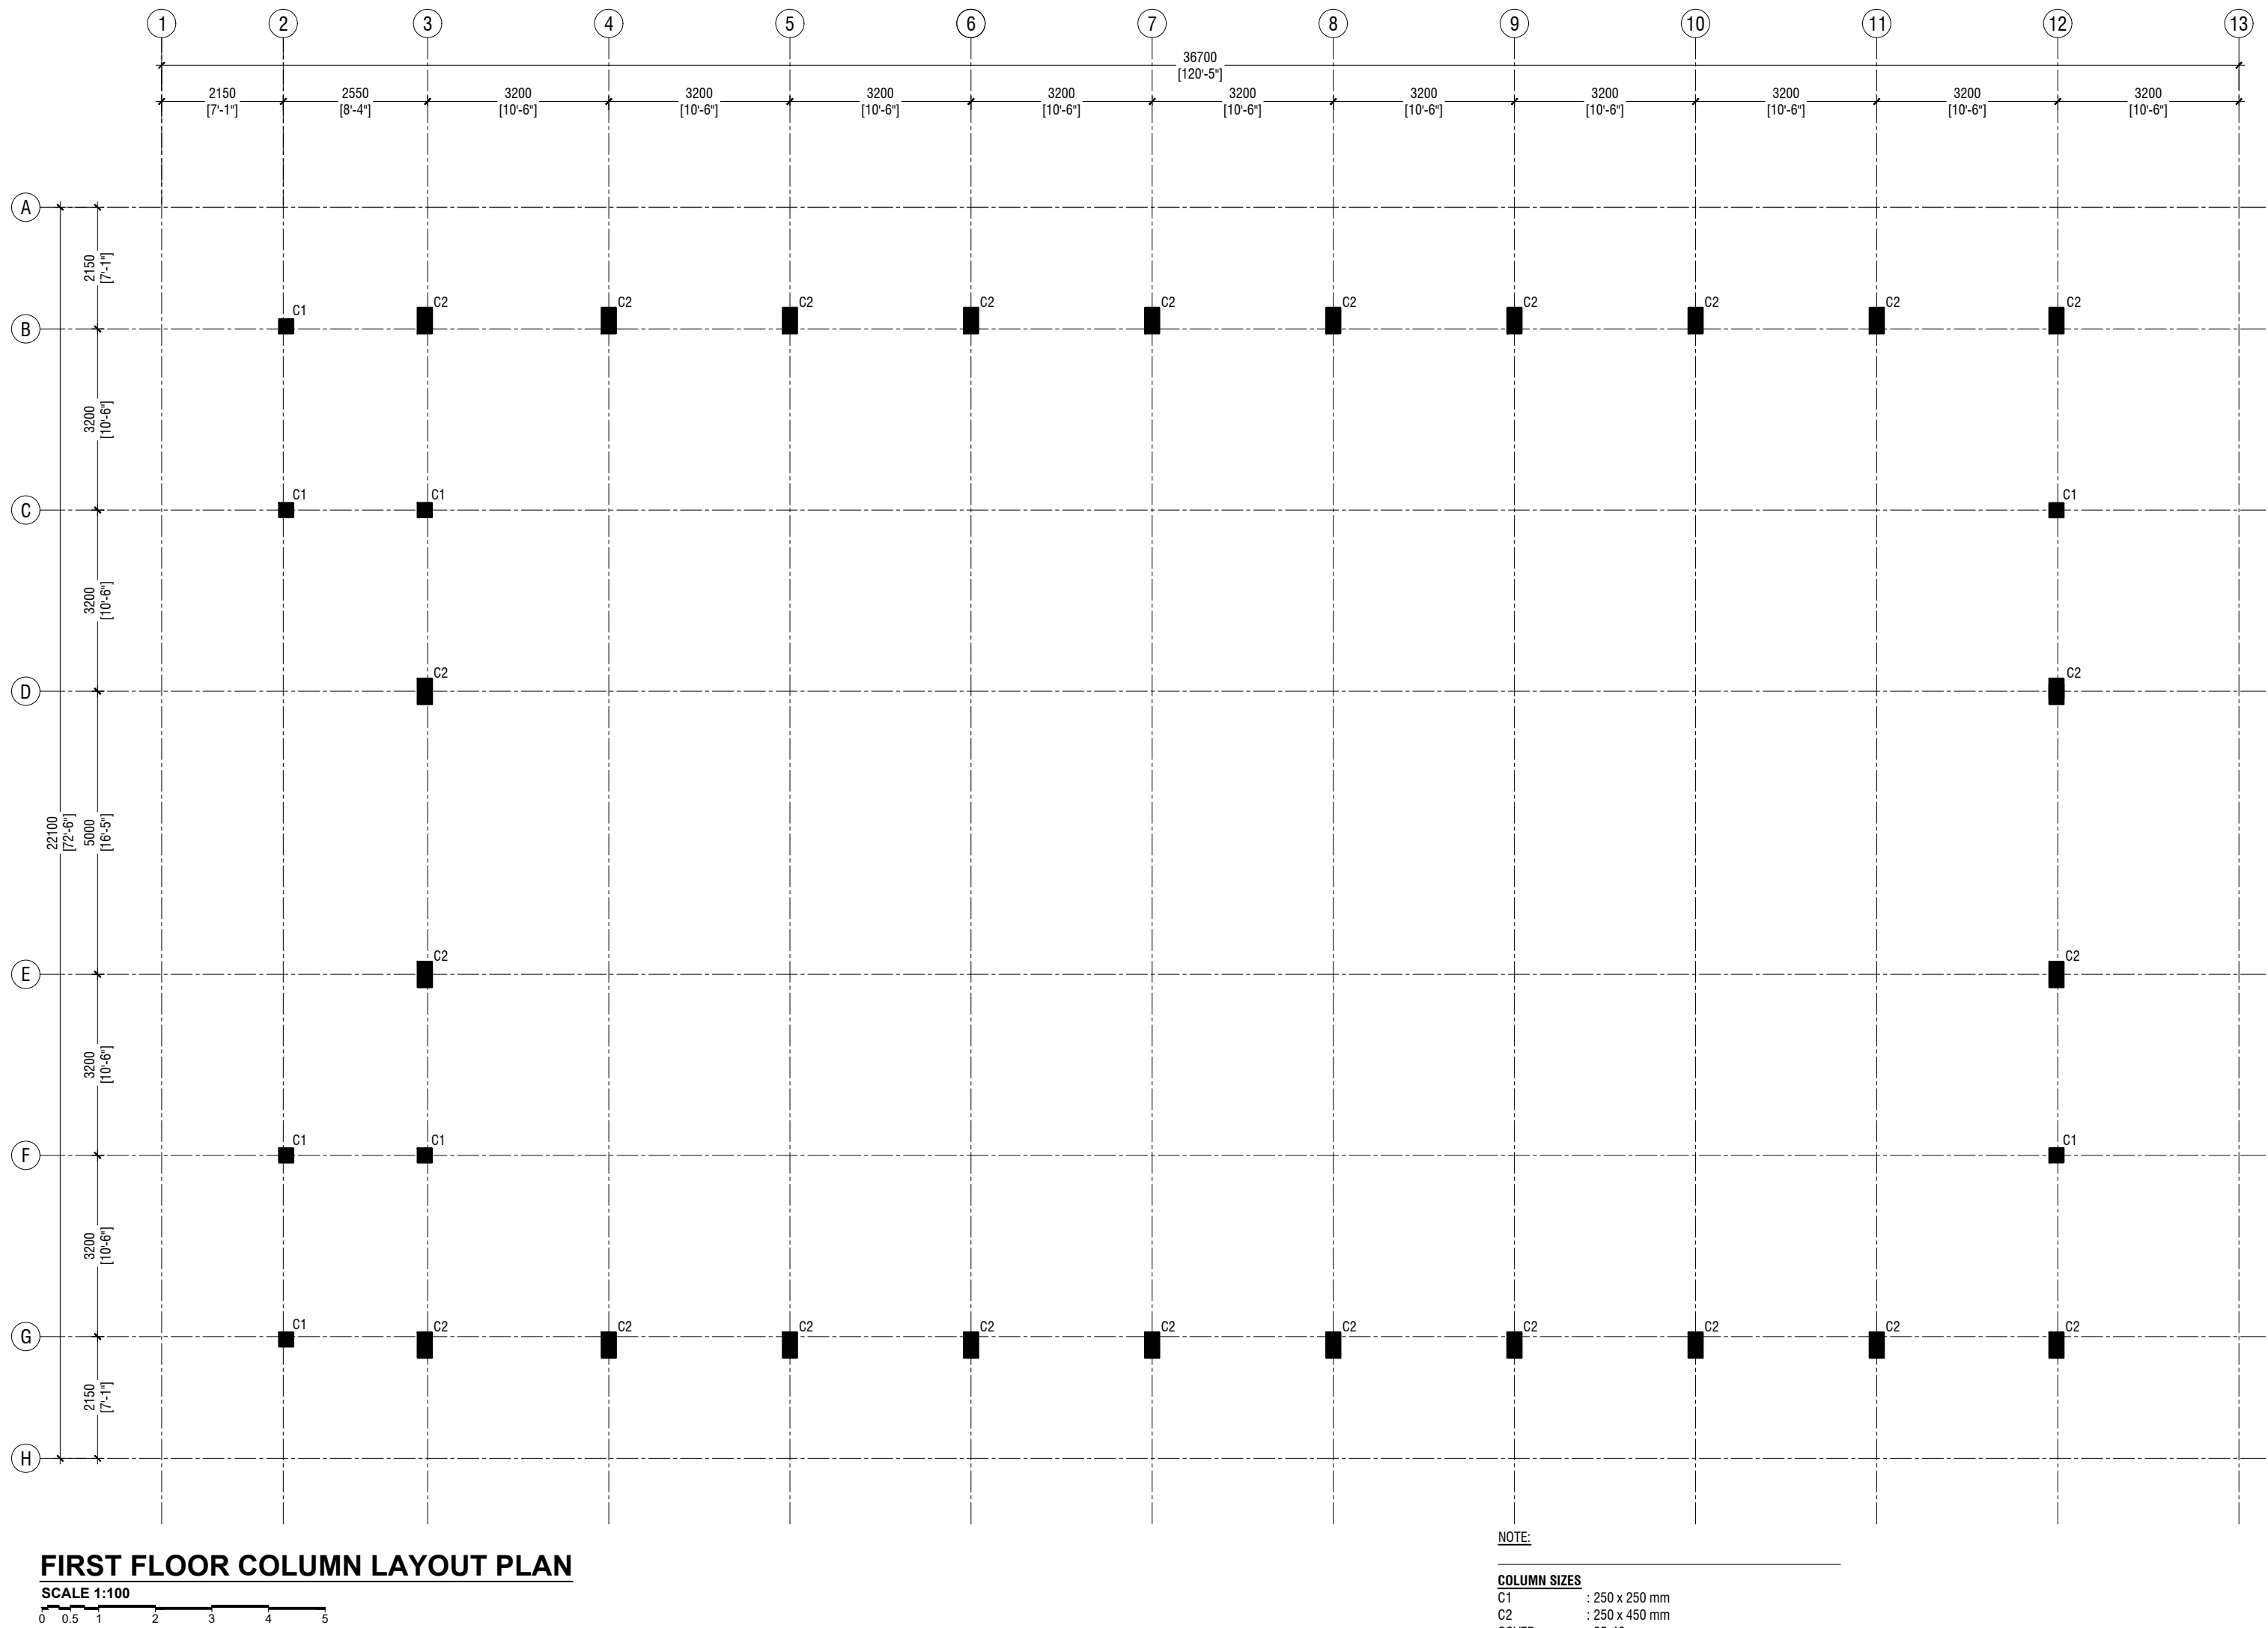 1 2 3 4 5 6 7 8 9 10 11 12 13
36700
[120'-5"]
2150 2550 3200 3200 3200 3200 3200 3200 3200 3200 3200 3200
[7'-1"] [8'-4"] [10'-6"] [10'-6"] [10'-6"] [10'-6"] [10'-6"] [10'-6"] [10'-6"] [10'-6"] [10'-6"] [10'-6"]
A
2150
[7'-1"]
C1 C2 C2 C2 C2 C2 C2 C2 C2 C2 C2
B
3200
[10'-6"]
C1 C1 C1
C
3200
[10'-6"]
C2 C2
D
22100
[72'-6"]
5000
[16'-5"]
C2 C2
E
3200
[10'-6"]
C1 C1 C1
F
3200
[10'-6"]
C1 C2 C2 C2 C2 C2 C2 C2 C2 C2 C2
G
2150
[7'-1"]
H
FIRST FLOOR COLUMN LAYOUT PLAN
SCALE 1:100
0 0.5 1 2 3 4 5
NOTE:
COLUMN SIZES
C1 : 250 x 250 mm
C2 : 250 x 450 mm